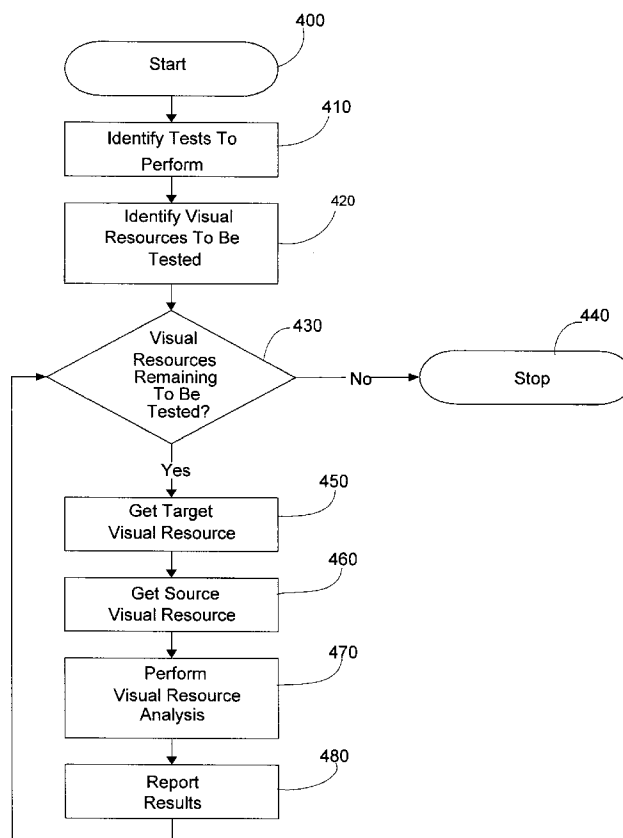 400
Start
410
Identify Tests To
Perform
420
Identify Visual
Resources To Be
Tested
430
Visual
Resources
Remaining
To Be
Tested?
440
No
Stop
Yes
450
Get Target
Visual Resource
460
Get Source
Visual Resource
470
Perform
Visual Resource
Analysis
480
Report
Results